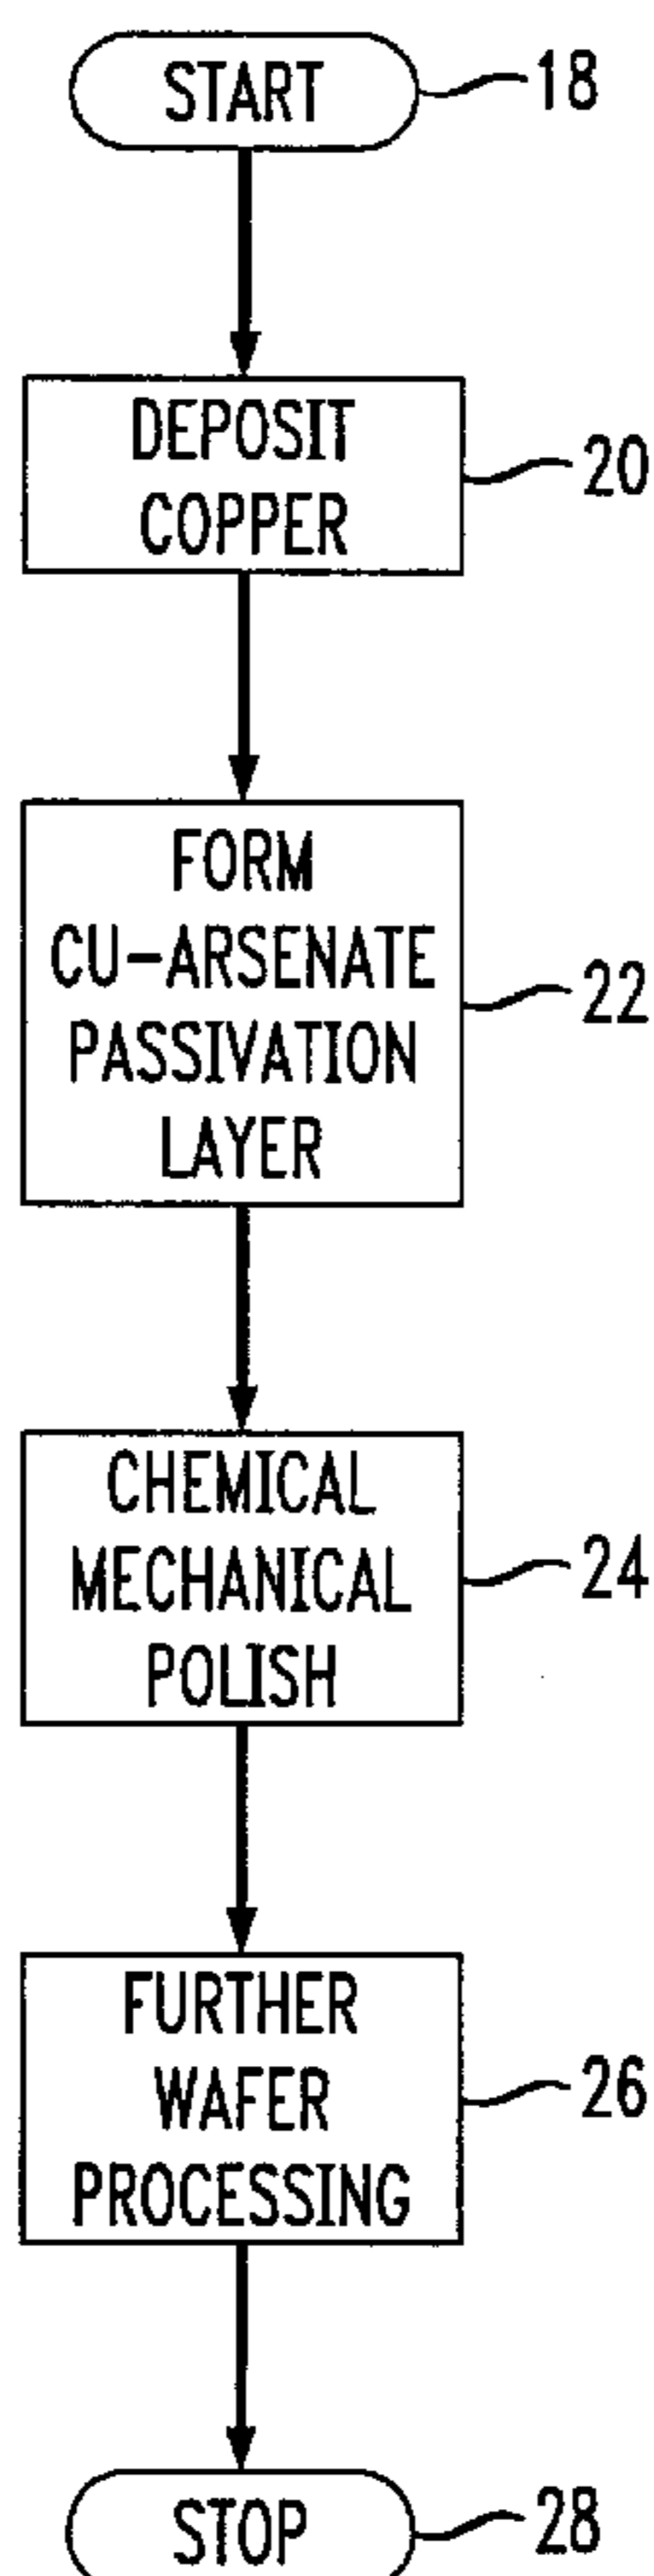 START
18
DEPOSIT
COPPER
20
FORM
CU-ARSENATE
PASSIVATION
LAYER
22
CHEMICAL
MECHANICAL
POLISH
24
FURTHER
WAFER
PROCESSING
26
STOP
28